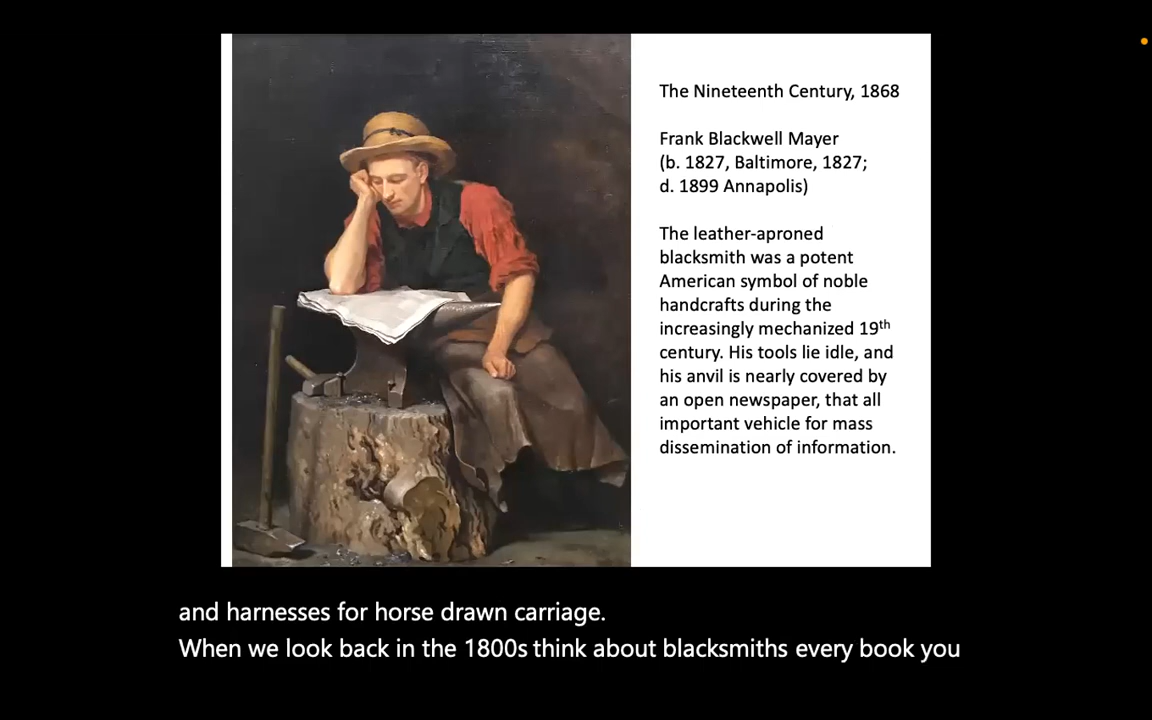 The Nineteenth Century, 1868
Frank Blackwell Mayer
(b. 1827, Baltimore, 1827;
d. 1899 Annapolis)
The leather-aproned
blacksmith was a potent
American symbol of noble
handcrafts during the
increasingly mechanized 19th
century. His tools lie idle, and
his anvil is nearly covered by
an open newspaper, that all
important vehicle for mass
dissemination of information.
and harnesses for horse drawn carriage.
When we look back in the 1800s think about blacksmiths every book you